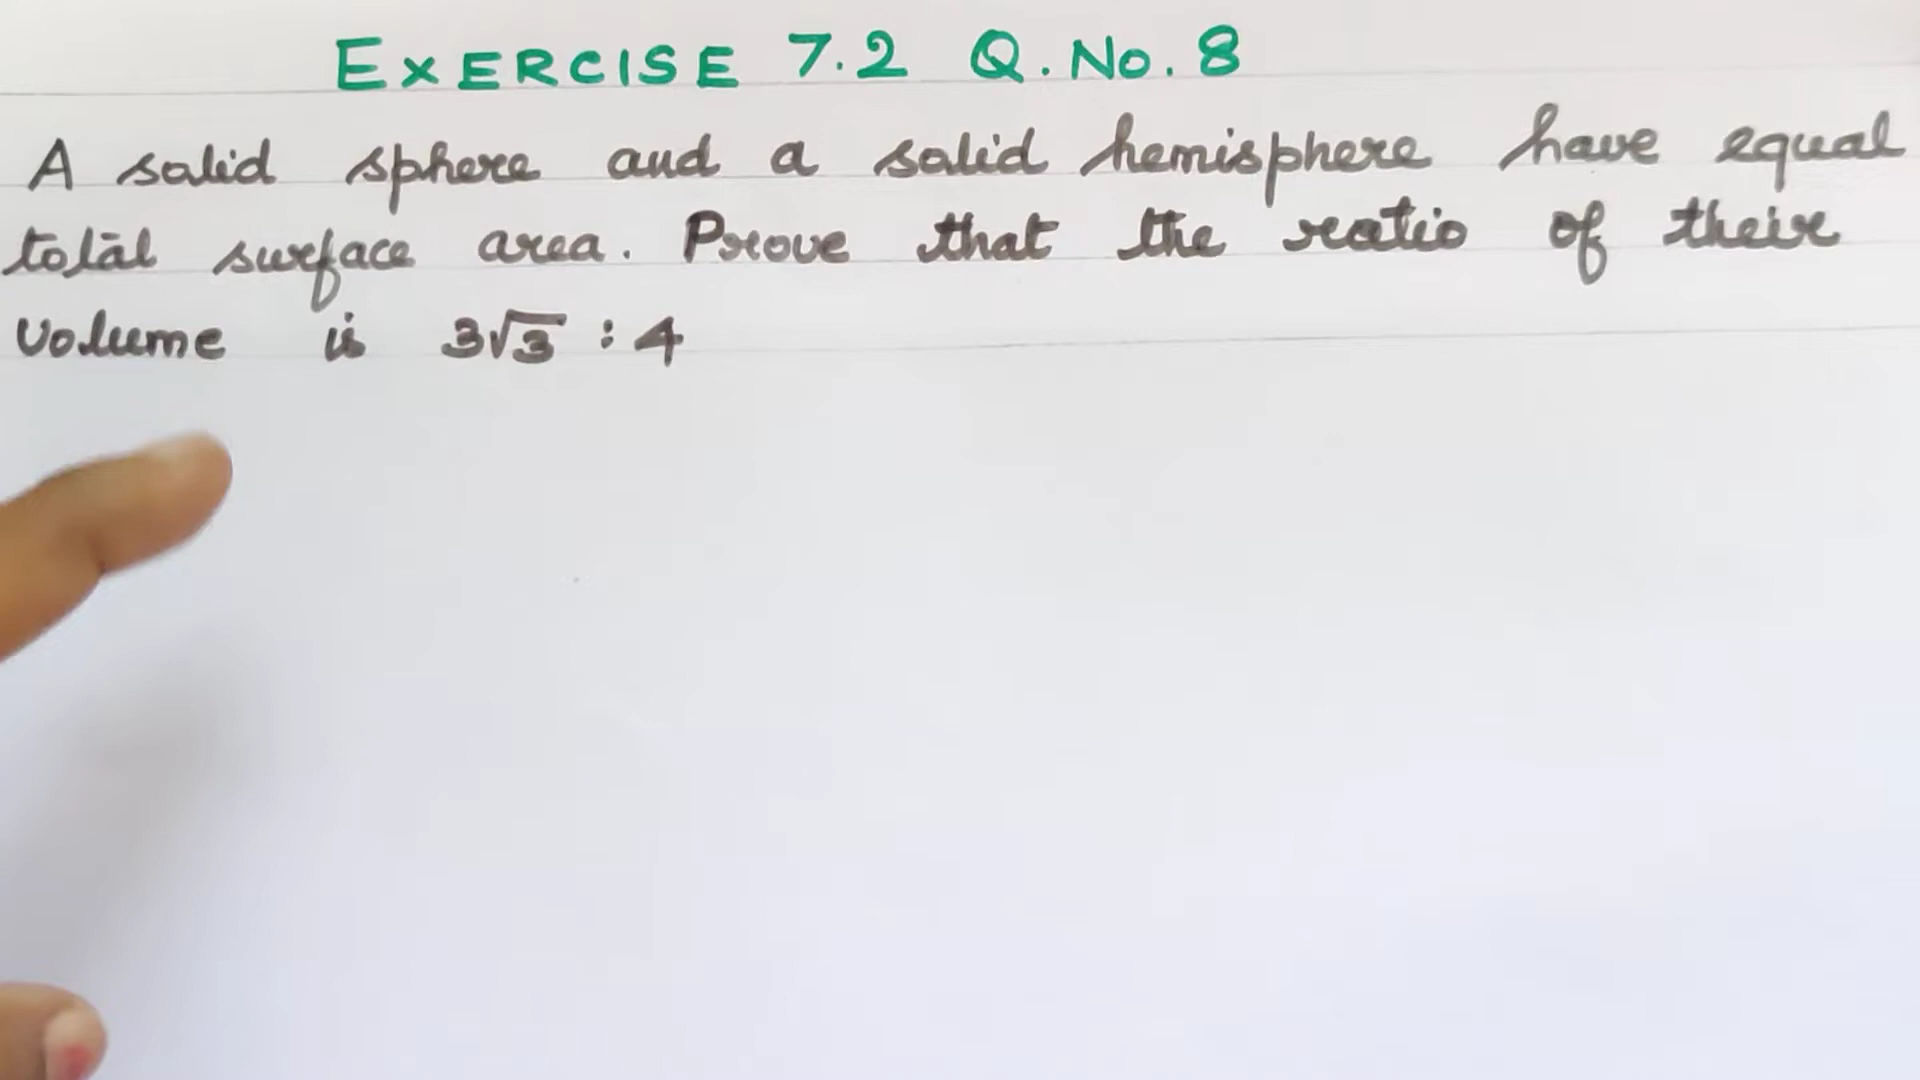 EXERCISE 7.2 Q.No.8
A solid sphere and a solid hemisphere have equal
total surface area. Prove that the ratio of their
volume is 3√3 : 4